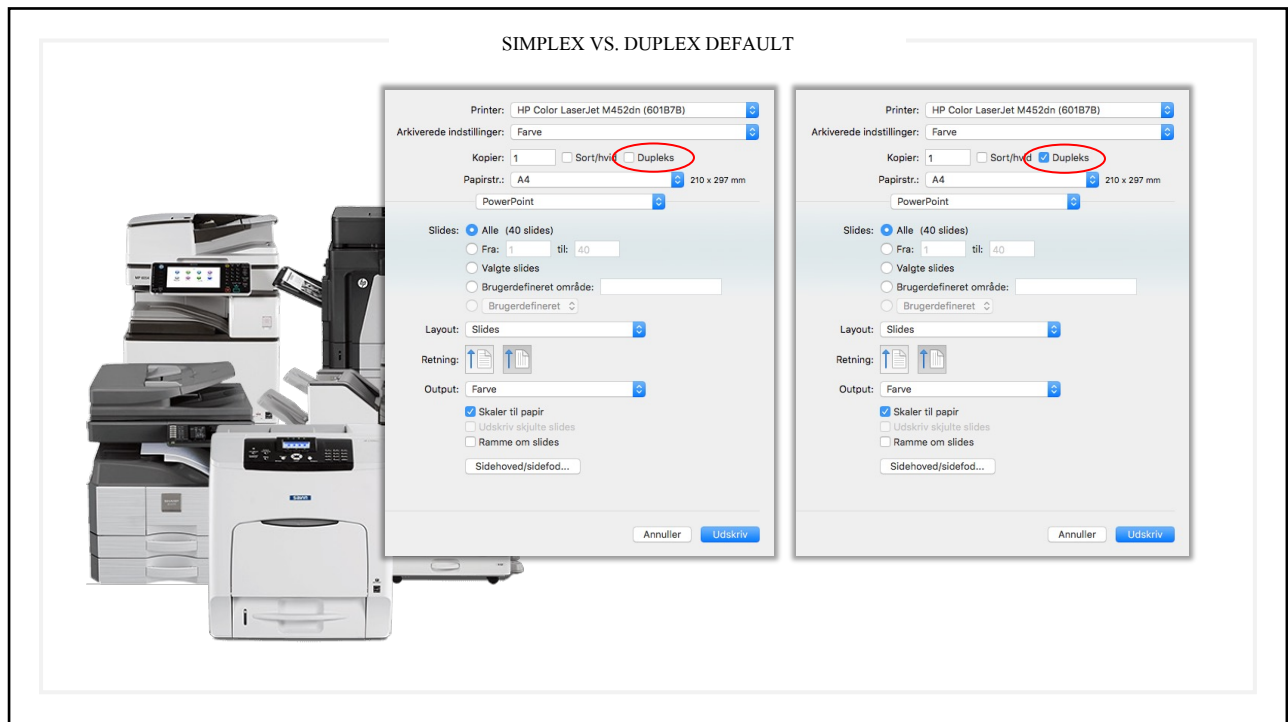 SIMPLEX VS. DUPLEX DEFAULT
Printer: HP Color LaserJet M452dn (601B7B)
Arkiverede indstillinger: Farve
Kopier: 1 Sort/hvid Dupleks
Papirstr.: A4 210 x 297 mm
PowerPoint
Slides: Alle (40 slides)
Fra: 1 til: 40
Valgte slides
Brugerdefineret område:
Brugerdefineret
Layout: Slides
Retning:
Output: Farve
Skaler til papir
Udskriv skjulte slides
Ramme om slides
Sidehoved/sidefod...
Annuller Udskriv
Printer: HP Color LaserJet M452dn (601B7B)
Arkiverede indstillinger: Farve
Kopier: 1 Sort/hvid Dupleks
Papirstr.: A4 210 x 297 mm
PowerPoint
Slides: Alle (40 slides)
Fra: 1 til: 40
Valgte slides
Brugerdefineret område:
Brugerdefineret
Layout: Slides
Retning:
Output: Farve
Skaler til papir
Udskriv skjulte slides
Ramme om slides
Sidehoved/sidefod...
Annuller Udskriv
hp
SAVIN